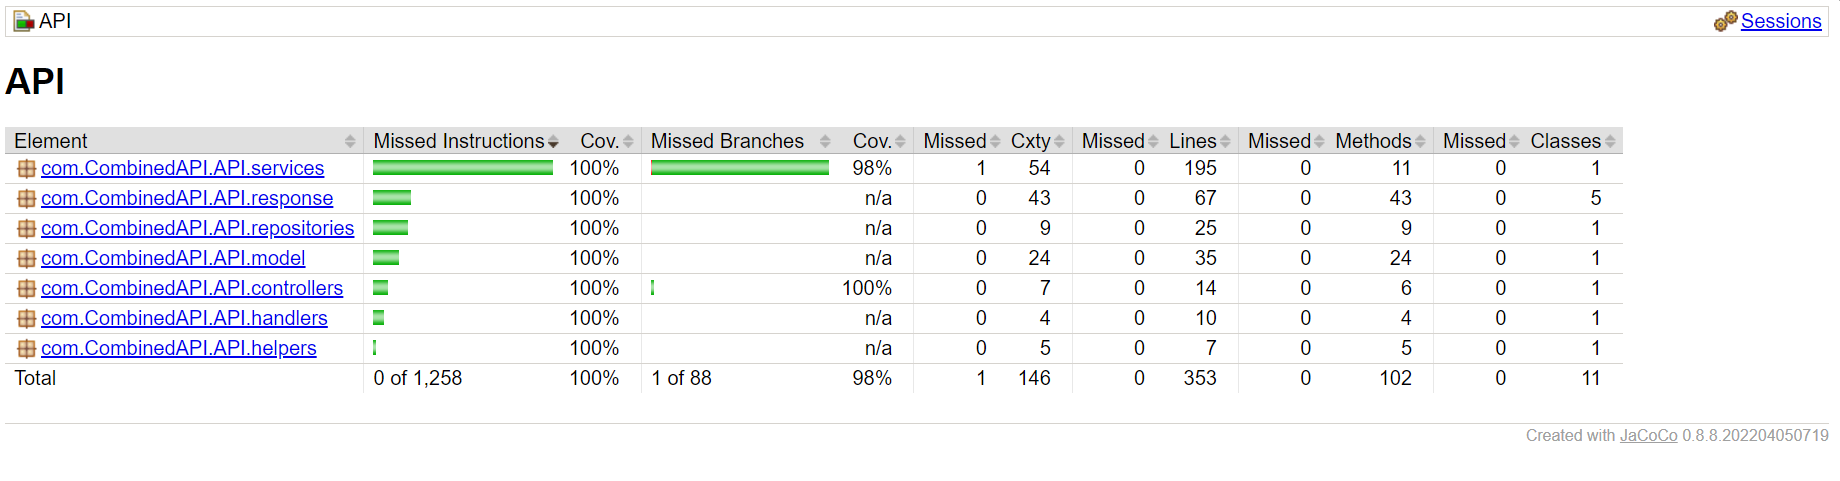 API Sessions
API
Element Missed Instructions Cov. Missed Branches Cov. Missed Cxty Missed Lines Missed Methods Missed Classes
com.CombinedAPI.API.services 100% 98% 1 54 0 195 0 11 0 1
com.CombinedAPI.API.response 100% n/a 0 43 0 67 0 43 0 5
com.CombinedAPI.API.repositories 100% n/a 0 9 0 25 0 9 0 1
com.CombinedAPI.API.model 100% n/a 0 24 0 35 0 24 0 1
com.CombinedAPI.API.controllers 100% 100% 0 7 0 14 0 6 0 1
com.CombinedAPI.API.handlers 100% n/a 0 4 0 10 0 4 0 1
com.CombinedAPI.API.helpers 100% n/a 0 5 0 7 0 5 0 1
Total 0 of 1,258 100% 1 of 88 98% 1 146 0 353 0 102 0 11
Created with JaCoCo 0.8.8.202204050719